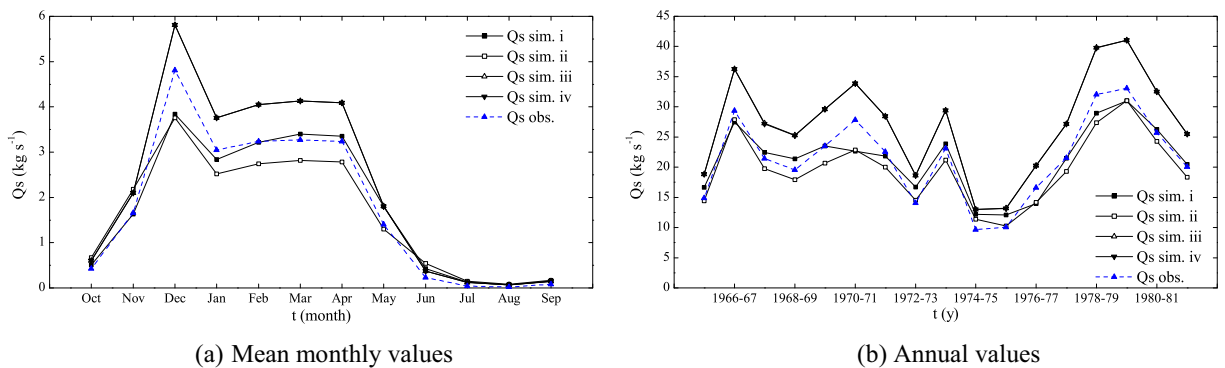 6
5
4
3
2
1
0
Qs (kg s-1)
Qs sim. i
Qs sim. ii
Qs sim. iii
Qs sim. iv
Qs obs.
Oct Nov Dec Jan Feb Mar Apr May Jun Jul Aug Sep
t (month)
(a) Mean monthly values
45
40
35
30
25
20
15
10
5
0
Qs (kg s-1)
Qs sim. i
Qs sim. ii
Qs sim. iii
Qs sim. iv
Qs obs.
1966-67 1968-69 1970-71 1972-73 1974-75 1976-77 1978-79 1980-81
t (y)
(b) Annual values